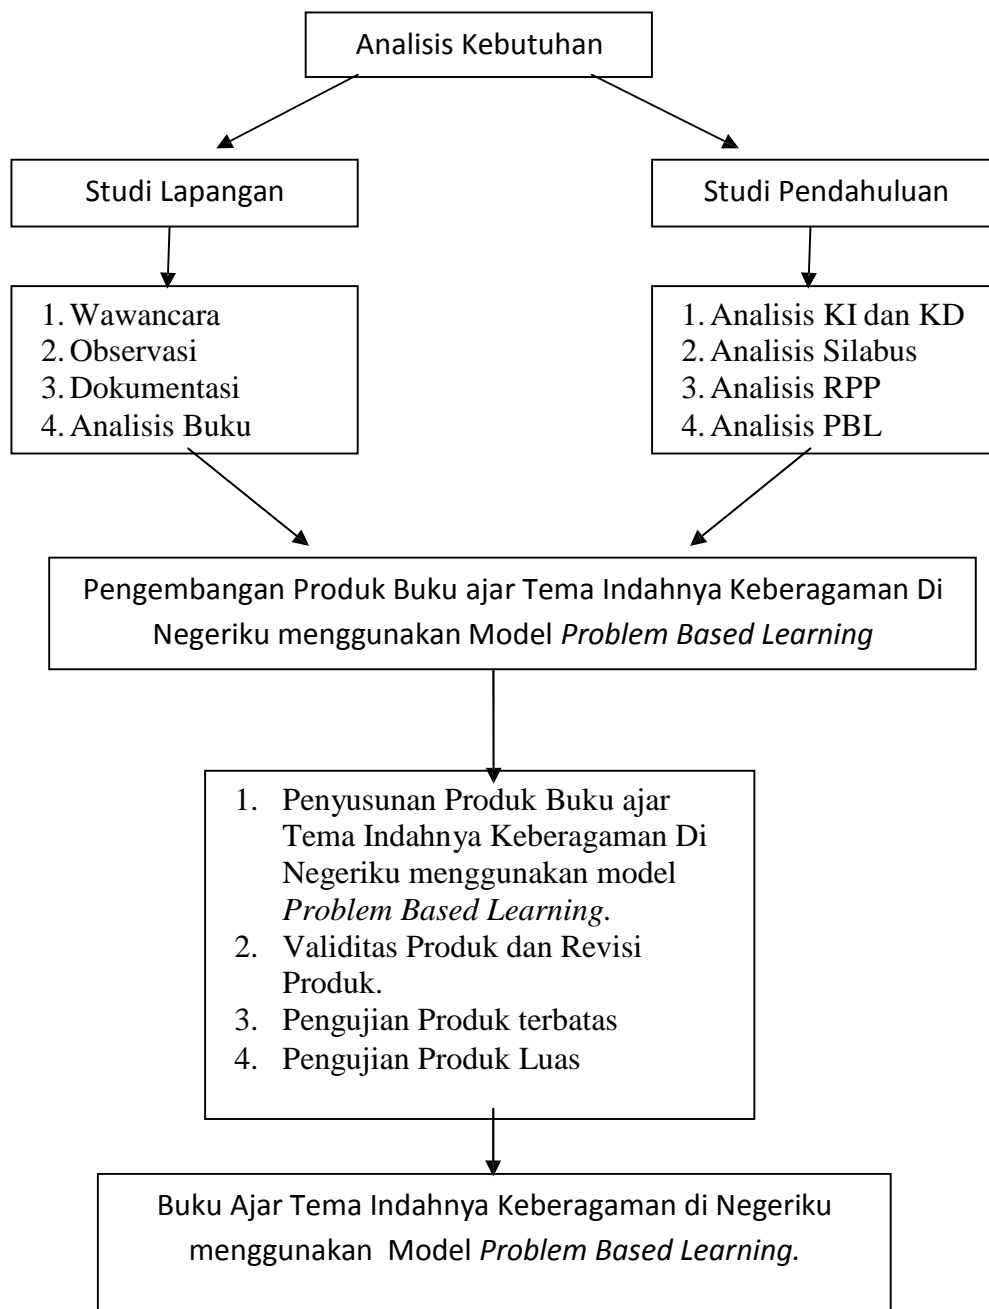 Analisis Kebutuhan
Studi Lapangan
Studi Pendahuluan
1. Wawancara
2. Observasi
3. Dokumentasi
4. Analisis Buku
1. Analisis KI dan KD
2. Analisis Silabus
3. Analisis RPP
4. Analisis PBL
Pengembangan Produk Buku ajar Tema Indahnya Keberagaman Di
Negeriku menggunakan Model Problem Based Learning
1. Penyusunan Produk Buku ajar
Tema Indahnya Keberagaman Di
Negeriku menggunakan model
Problem Based Learning.
2. Validitas Produk dan Revisi
Produk.
3. Pengujian Produk terbatas
4. Pengujian Produk Luas
Buku Ajar Tema Indahnya Keberagaman di Negeriku
menggunakan Model Problem Based Learning.